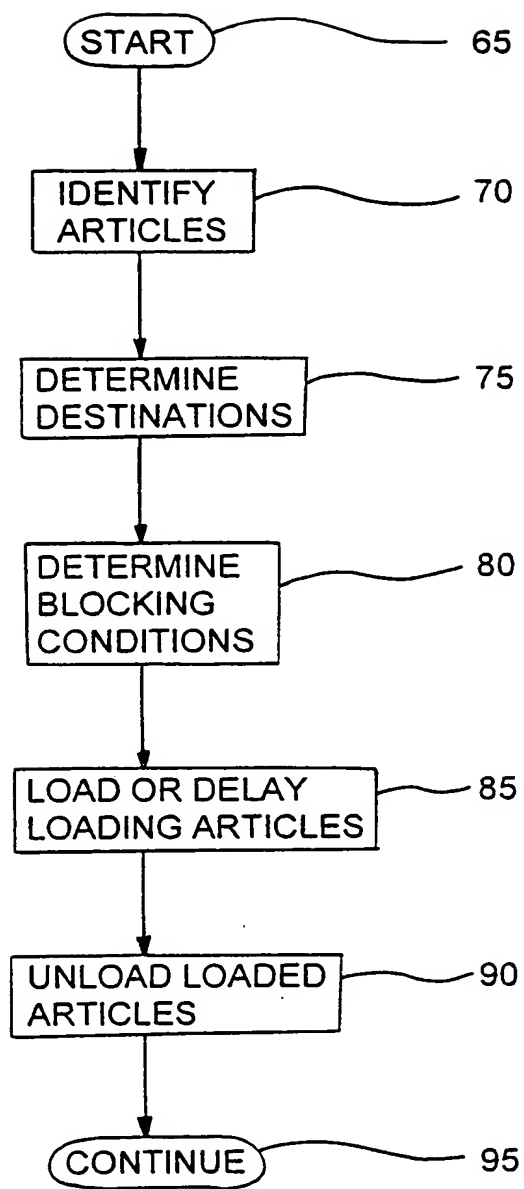 START 65
IDENTIFY 70
ARTICLES
DETERMINE 75
DESTINATIONS
DETERMINE 80
BLOCKING
CONDITIONS
LOAD OR DELAY 85
LOADING ARTICLES
UNLOAD LOADED 90
ARTICLES
CONTINUE 95